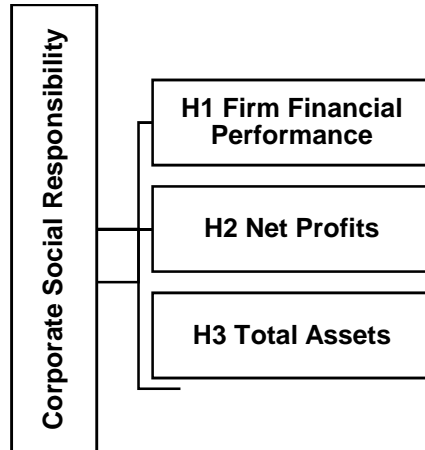 Corporate Social Responsibility
H1 Firm Financial
Performance
H2 Net Profits
H3 Total Assets